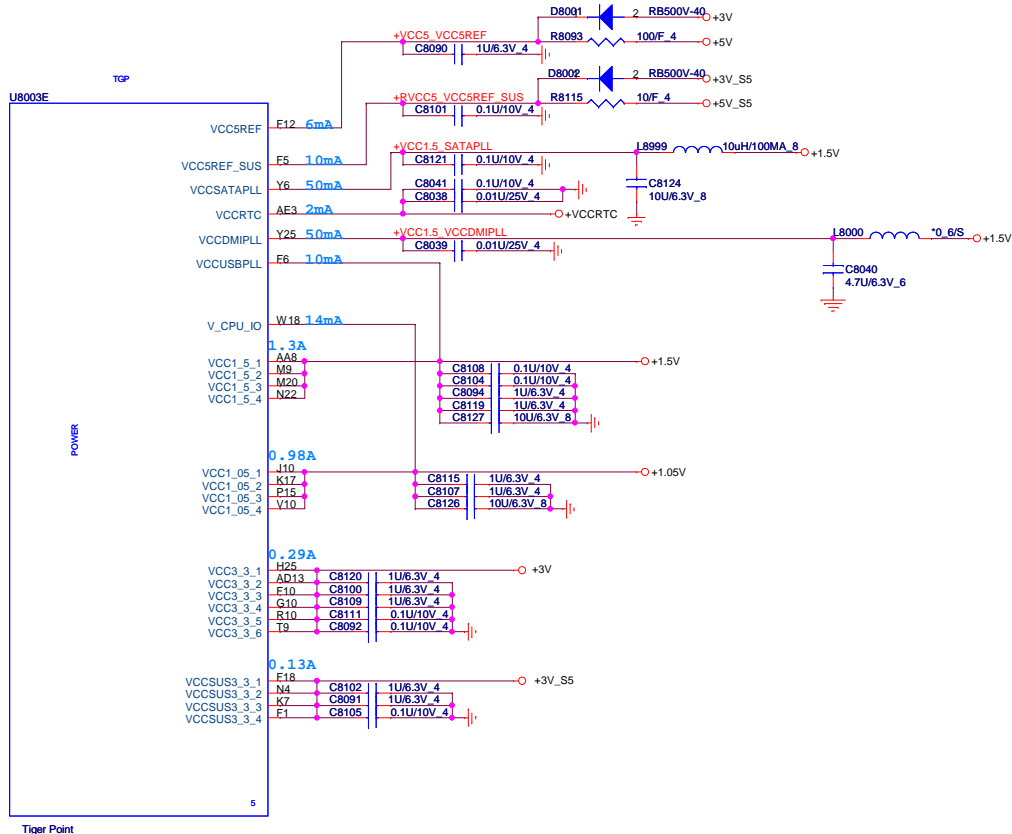 D8001 2 RB500V-40 +3V
+VCC5_VCC5REF R8093 100/F_4 +5V
C8090 1U/6.3V_4
TGP
D8002 2 RB500V-40 +3V_S5
U8003E
+RVCC5_VCC5REF_SUS R8115 10/F_4 +5V_S5
C8101 0.1U/10V_4
VCC5REF F12 6mA
+VCC1.5_SATAPLL L8999 10uH/100MA_8 +1.5V
VCC5REF_SUS F5 10mA C8121 0.1U/10V_4
VCCSATAPLL Y6 50mA C8041 0.1U/10V_4 C8124
C8038 0.01U/25V_4 10U/6.3V_8
VCCRTC AE3 2mA +VCCRTC
+VCC1.5_VCCDMIPLL L8000 *0_6/S +1.5V
VCCDMIPLL Y25 50mA C8039 0.01U/25V_4
VCCUSBPLL F6 10mA C8040
4.7U/6.3V_6
V_CPU_IO W18 14mA
1.3A
VCC1_5_1 AA8 +1.5V
VCC1_5_2 M9 C8108 0.1U/10V_4
VCC1_5_3 M20 C8104 0.1U/10V_4
VCC1_5_4 N22 C8094 1U/6.3V_4
C8119 1U/6.3V_4
C8127 10U/6.3V_8
POWER
0.98A
VCC1_05_1 J10 +1.05V
VCC1_05_2 K17 C8115 1U/6.3V_4
VCC1_05_3 P15 C8107 1U/6.3V_4
VCC1_05_4 V10 C8126 10U/6.3V_8
0.29A
VCC3_3_1 H25 +3V
VCC3_3_2 AD13 C8120 1U/6.3V_4
VCC3_3_3 F10 C8100 1U/6.3V_4
VCC3_3_4 G10 C8109 1U/6.3V_4
VCC3_3_5 R10 C8111 0.1U/10V_4
VCC3_3_6 T9 C8092 0.1U/10V_4
0.13A
VCCSUS3_3_1 F18 +3V_S5
VCCSUS3_3_2 N4 C8102 1U/6.3V_4
VCCSUS3_3_3 K7 C8091 1U/6.3V_4
VCCSUS3_3_4 F1 C8105 0.1U/10V_4
5
Tiger Point